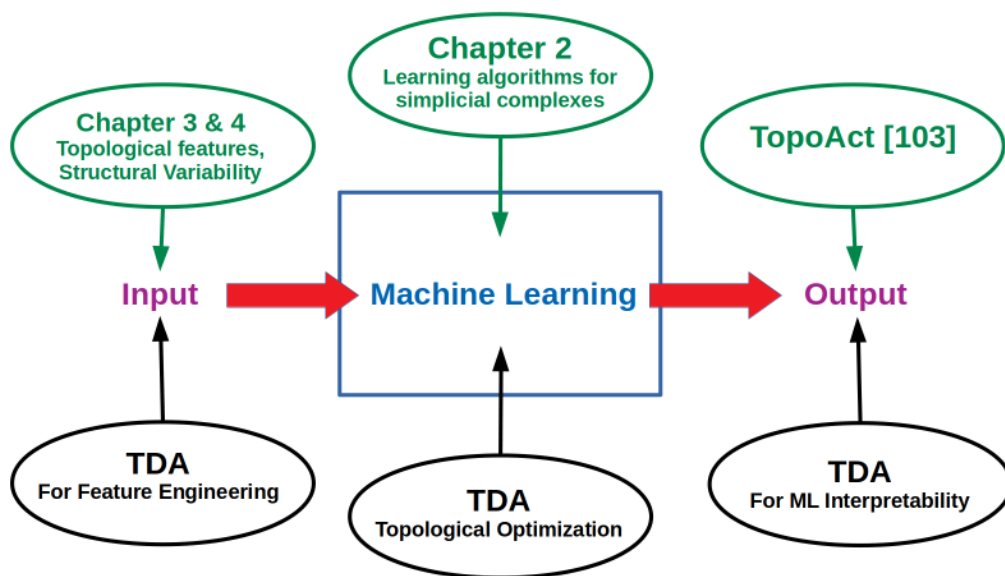 Chapter 2
Learning algorithms for
simplicial complexes
Chapter 3 & 4
Topological features,
Structural Variability
TopoAct [103]
Input
Machine Learning
Output
TDA
For Feature Engineering
TDA
Topological Optimization
TDA
For ML Interpretability